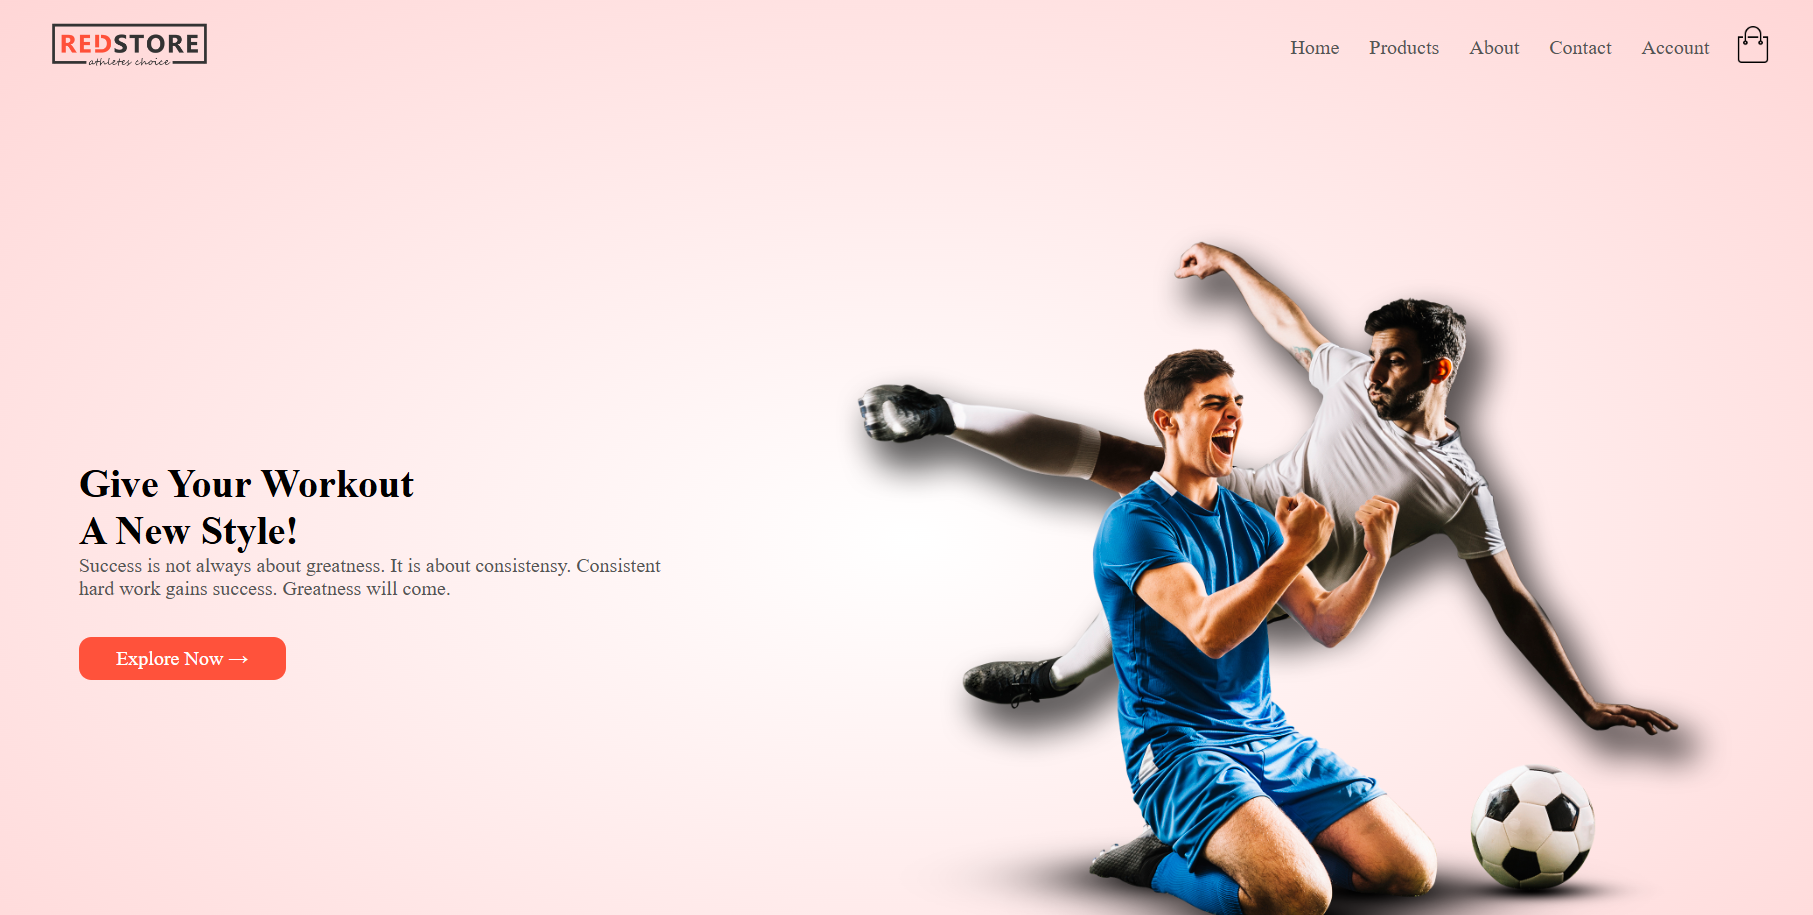 REDSTORE
athletes choice
Home Products About Contact Account
Give Your Workout
A New Style!
Success is not always about greatness. It is about consistensy. Consistent
hard work gains success. Greatness will come.
Explore Now →